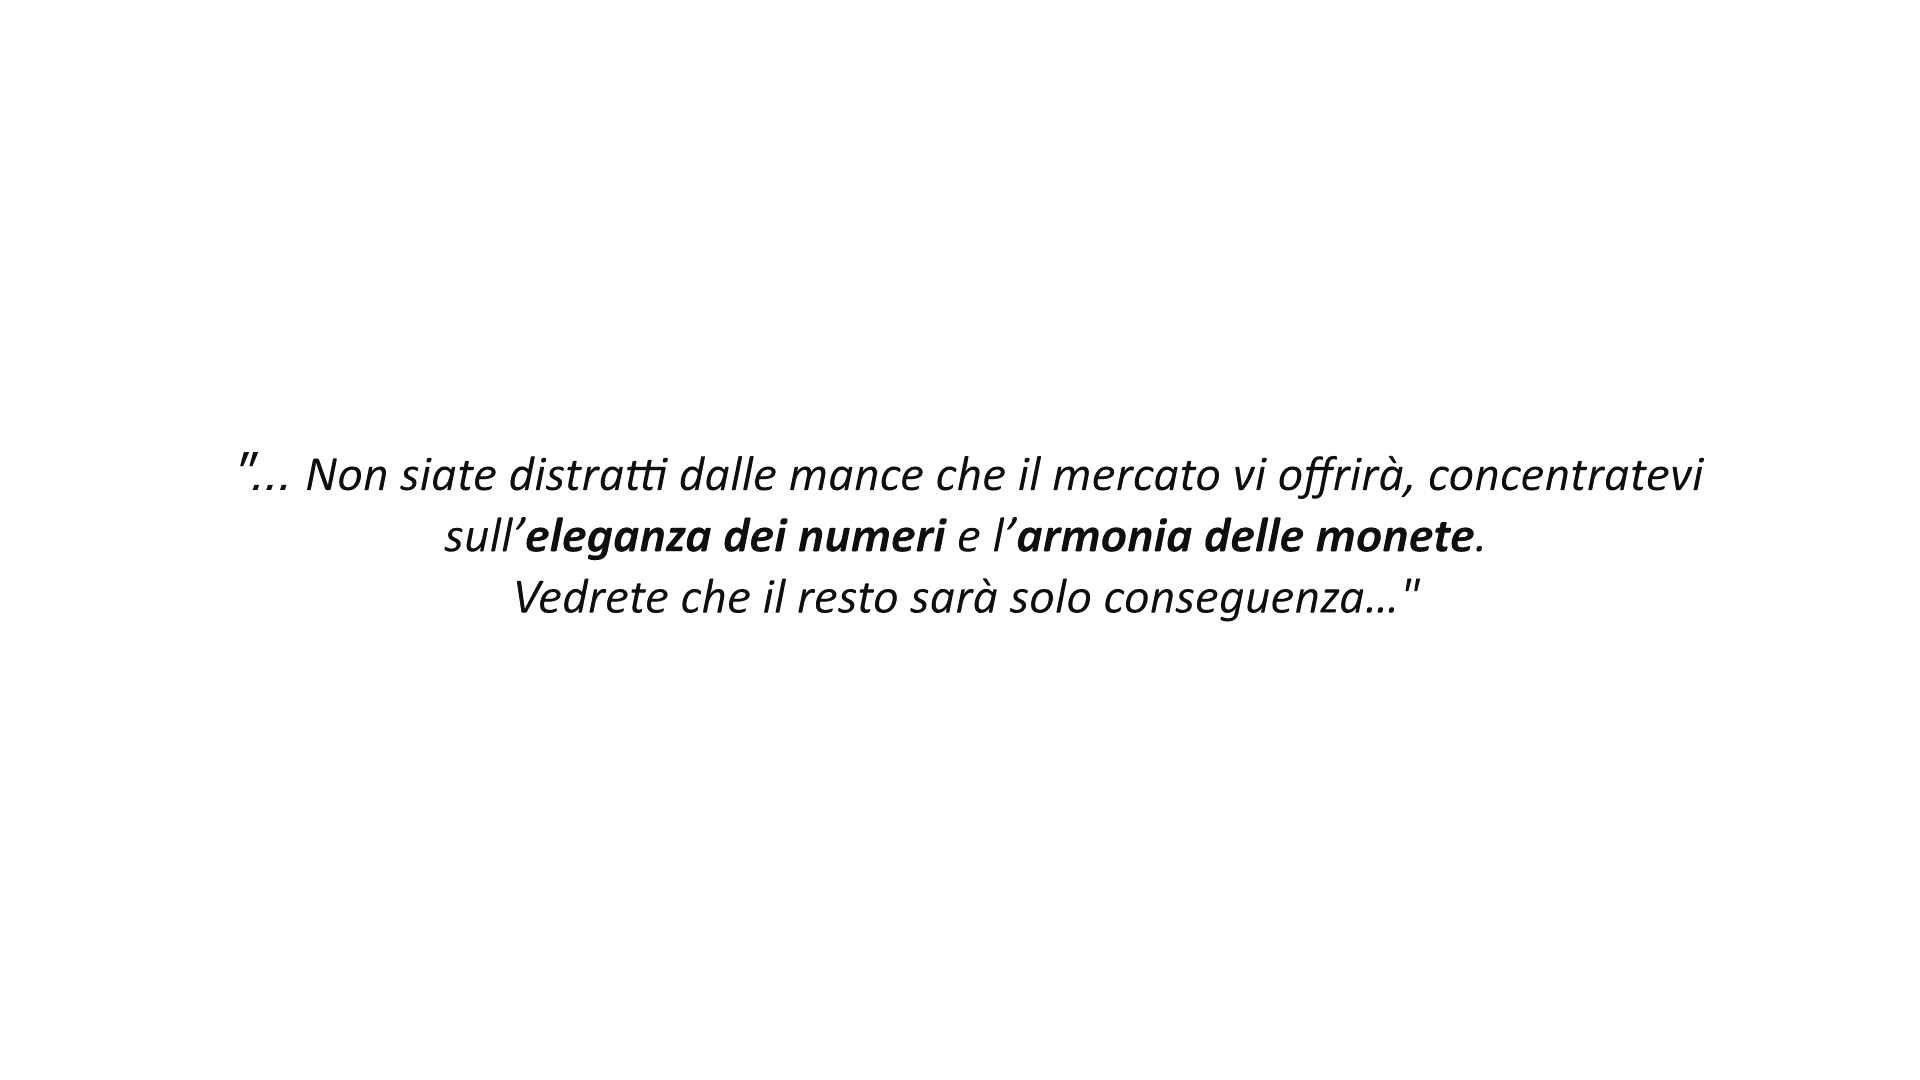 "... Non siate distratti dalle mance che il mercato vi offrirà, concentratevi
sull’eleganza dei numeri e l’armonia delle monete.
Vedrete che il resto sarà solo conseguenza…"